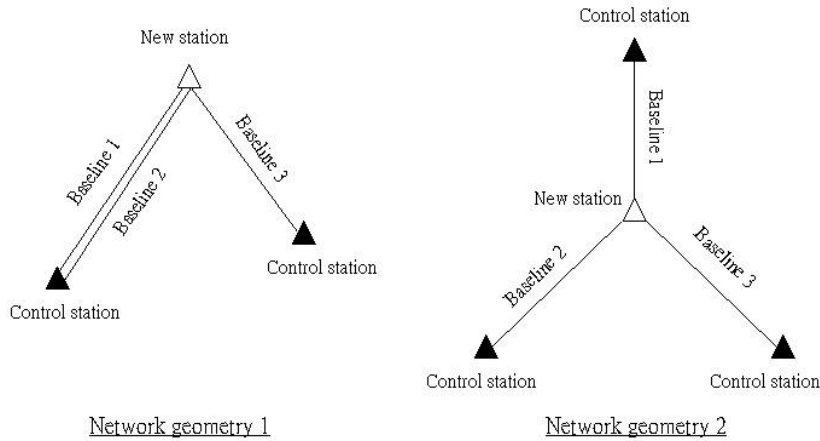 New station
Baseline 1
Baseline 2
Baseline 3
Control station
Control station
Network geometry 1
Control station
Baseline 1
New station
Baseline 2
Baseline 3
Control station
Control station
Network geometry 2